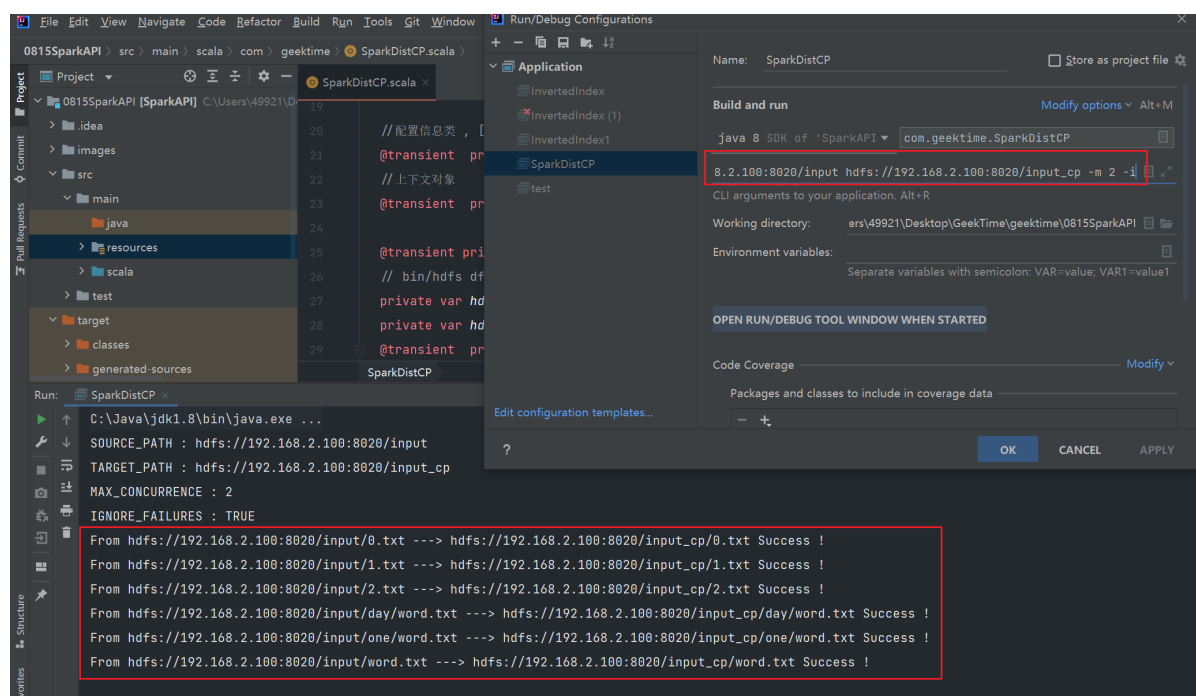 File Edit View Navigate Code Refactor Build Run Tools Git Window
0815SparkAPI > src > main > scala > com > geektime > SparkDistCP.scala
Project
SparkDistCP.scala
0815SparkAPI [SparkAPI] C:\Users\49921\D
.idea
images
src
main
java
resources
scala
test
target
classes
generated-sources
Project
Commit
Pull Requests
19
20 //配置信息类 , [
21 @transient pr
22 //上下文对象
23 @transient pr
24
25 @transient pri
26 // bin/hdfs df
27 private var hd
28 private var hd
29 @transient pr
SparkDistCP
Run/Debug Configurations
Application
InvertedIndex
InvertedIndex (1)
InvertedIndex1
SparkDistCP
test
Edit configuration templates...
Name: SparkDistCP
Store as project file
Build and run
Modify options Alt+M
java 8 SDK of 'SparkAPI
com.geektime.SparkDistCP
8.2.100:8020/input hdfs://192.168.2.100:8020/input_cp -m 2 -i
CLI arguments to your application. Alt+R
Working directory: ers\49921\Desktop\GeekTime\geektime\0815SparkAPI
Environment variables:
Separate variables with semicolon: VAR=value; VAR1=value1
OPEN RUN/DEBUG TOOL WINDOW WHEN STARTED
Code Coverage
Modify
Packages and classes to include in coverage data
?
OK
CANCEL
APPLY
Run: SparkDistCP
C:\Java\jdk1.8\bin\java.exe ...
SOURCE_PATH : hdfs://192.168.2.100:8020/input
TARGET_PATH : hdfs://192.168.2.100:8020/input_cp
MAX_CONCURRENCE : 2
IGNORE_FAILURES : TRUE
From hdfs://192.168.2.100:8020/input/0.txt ---> hdfs://192.168.2.100:8020/input_cp/0.txt Success !
From hdfs://192.168.2.100:8020/input/1.txt ---> hdfs://192.168.2.100:8020/input_cp/1.txt Success !
From hdfs://192.168.2.100:8020/input/2.txt ---> hdfs://192.168.2.100:8020/input_cp/2.txt Success !
From hdfs://192.168.2.100:8020/input/day/word.txt ---> hdfs://192.168.2.100:8020/input_cp/day/word.txt Success !
From hdfs://192.168.2.100:8020/input/one/word.txt ---> hdfs://192.168.2.100:8020/input_cp/one/word.txt Success !
From hdfs://192.168.2.100:8020/input/word.txt ---> hdfs://192.168.2.100:8020/input_cp/word.txt Success !
Structure
vorites